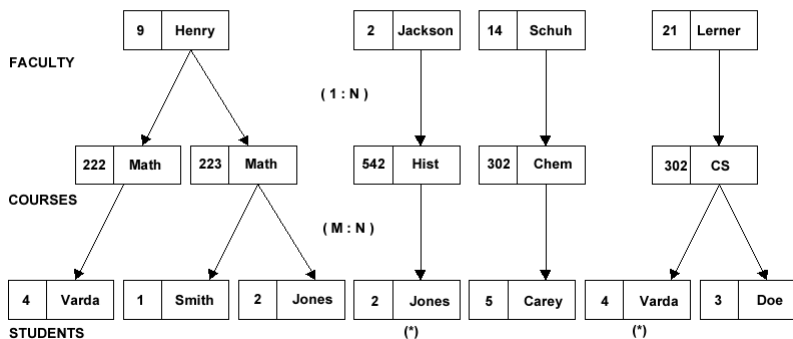 9 Henry 2 Jackson 14 Schuh 21 Lerner
FACULTY
( 1 : N )
222 Math 223 Math 542 Hist 302 Chem 302 CS
COURSES
( M : N )
4 Varda 1 Smith 2 Jones 2 Jones 5 Carey 4 Varda 3 Doe
STUDENTS (*) (*)